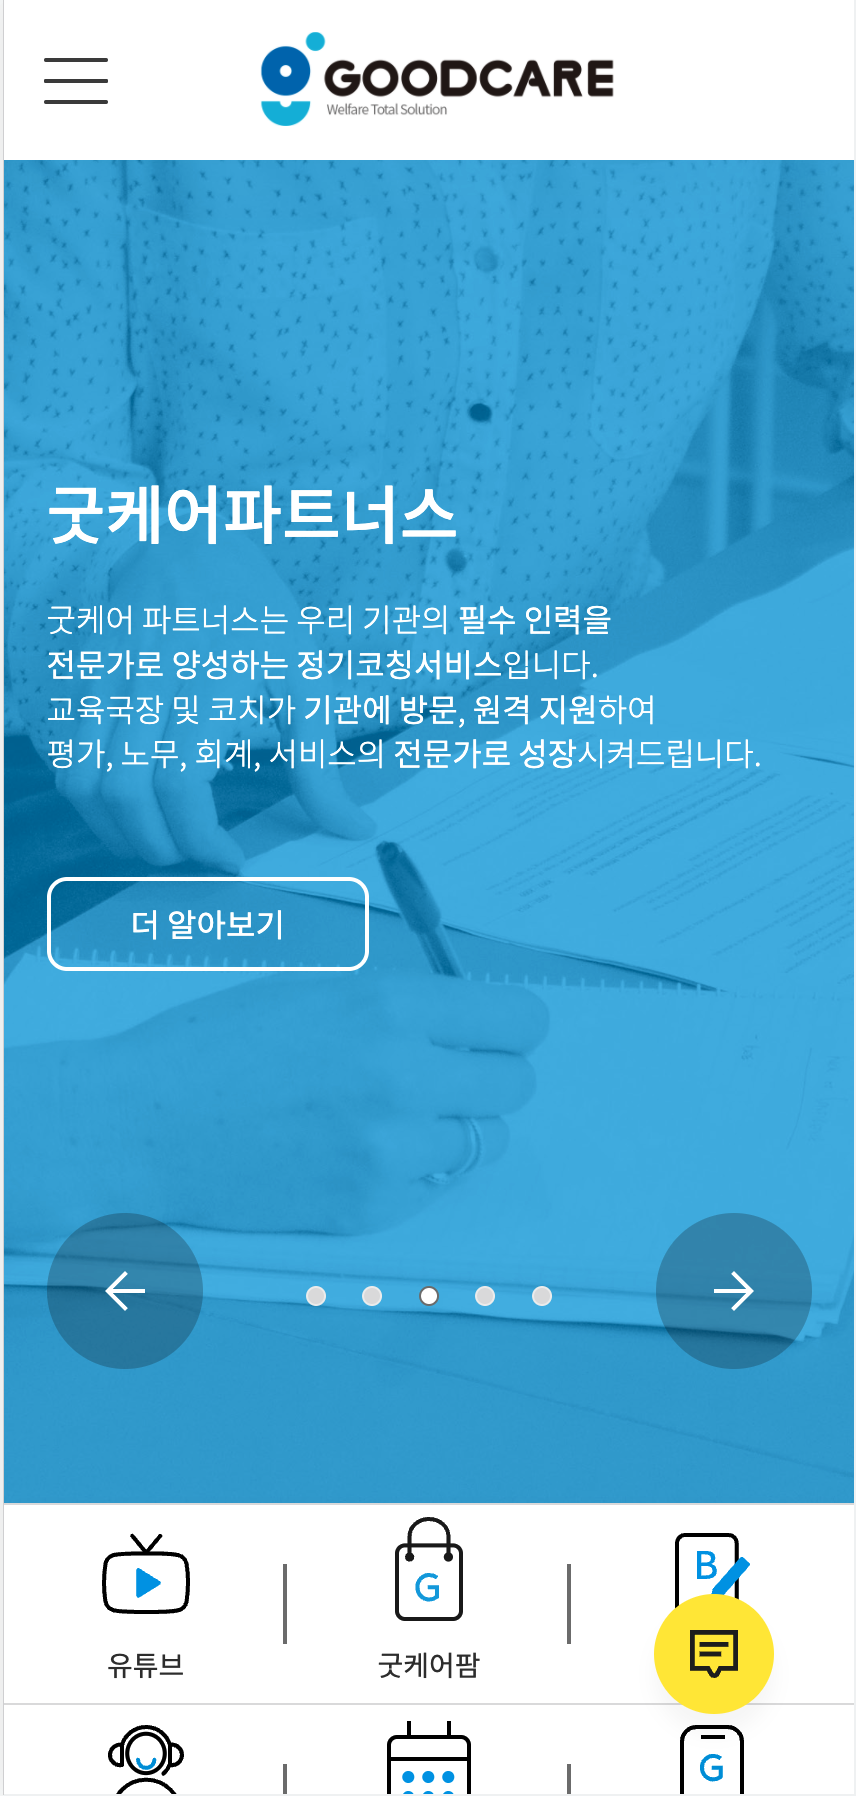 GOODCARE
Welfare Total Solution
굿케어파트너스
굿케어 파트너스는 우리 기관의 필수 인력을
전문가로 양성하는 정기코칭서비스입니다.
교육국장 및 코치가 기관에 방문, 원격 지원하여
평가, 노무, 회계, 서비스의 전문가로 성장시켜드립니다.
더 알아보기
G
B
유튜브
굿케어팜
G